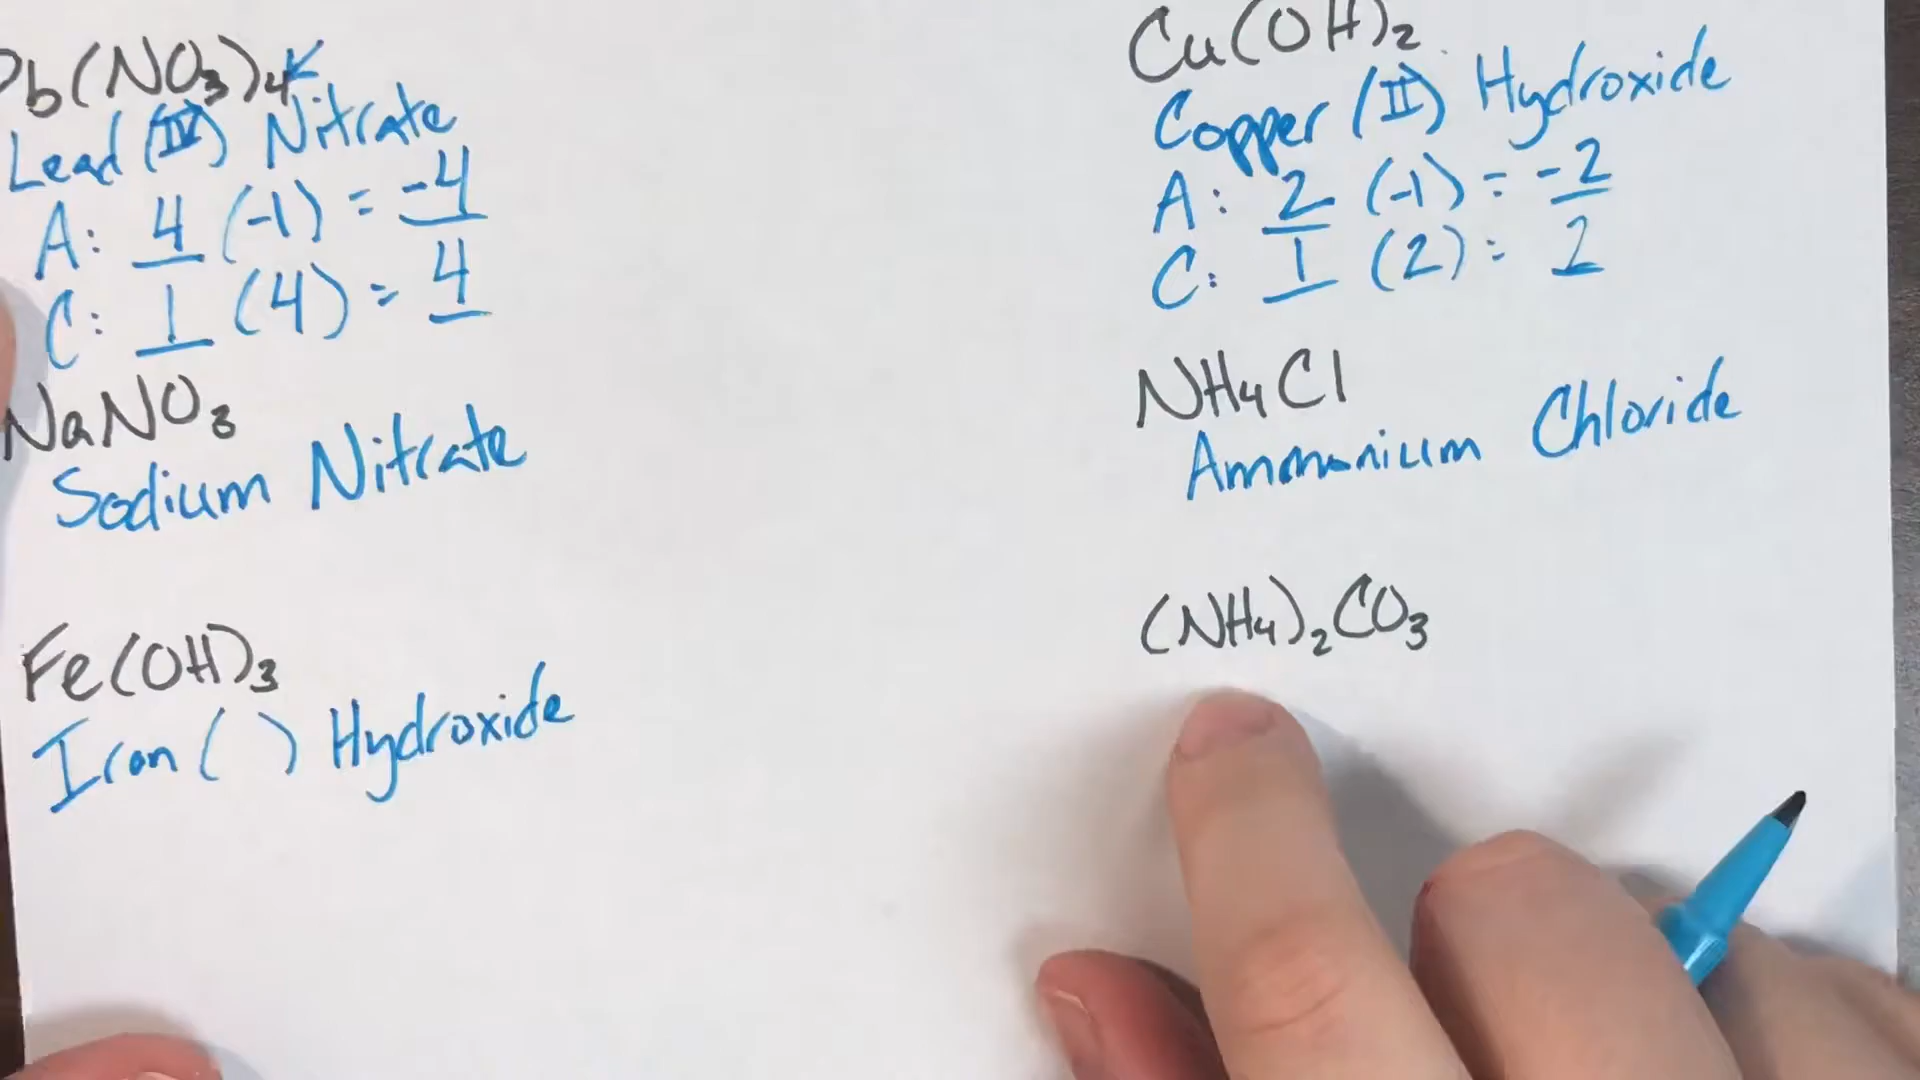 Pb(NO3)4
Lead (IV) Nitrate
A: 4 (-1) = -4
C: 1 (4) = 4
NaNO3
Sodium Nitrate
Fe(OH)3
Iron ( ) Hydroxide
Cu(OH)2
Copper (II) Hydroxide
A: 2 (-1) = -2
C: 1 (2) = 2
NH4Cl
Ammonium Chloride
(NH4)2CO3